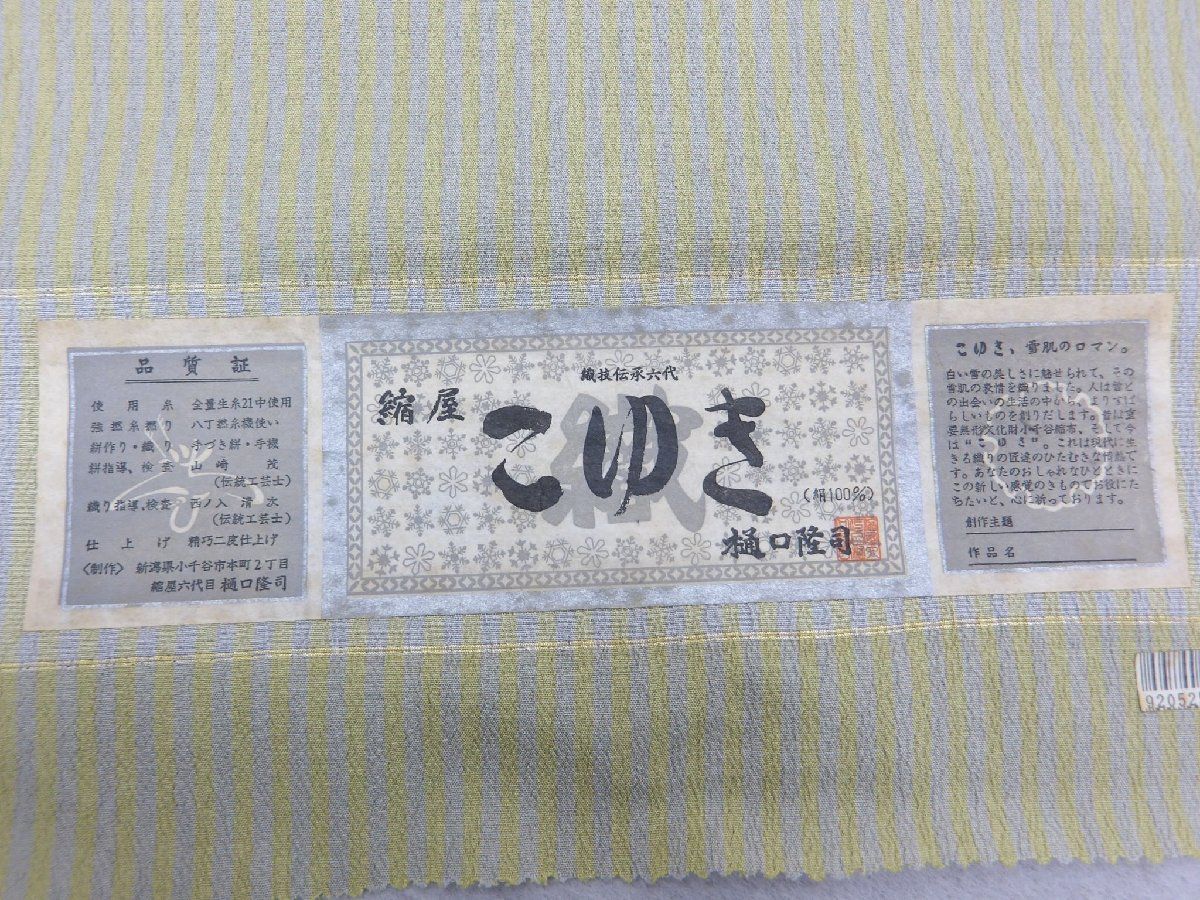 品質証
使用糸 全量生糸21中使用
強撚糸撚り 八丁撚糸機使い
絣作り・織り 手づき絣・手機
絣指導、検査 山崎 茂
(伝統工芸士)
織り指導、検査 西ノ入 清次
(伝統工芸士)
仕上げ 精巧二度仕上げ
〈制作〉 新潟県小千谷市本町2丁目
縮屋六代目 樋口隆司
織技伝承六代
縮屋
こゆき
織
(絹100%)
樋口隆司
こゆき、雪肌のロマン。
白い雪の美しさに魅せられて、その
雪肌の表情を織りました。人は雪と
の出会いの生活の中から、よりすば
らしいものを創りだします。昔は重
要無形文化財小千谷縮布、そして今
は"こゆき"。これは現代に生
きる織りの匠達のひたむきな情熱で
す。あなたのおしゃれなひとときに
この新しい感覚のきものてお役にた
ちたいと、心に祈っております。
創作主題
作品名
92052